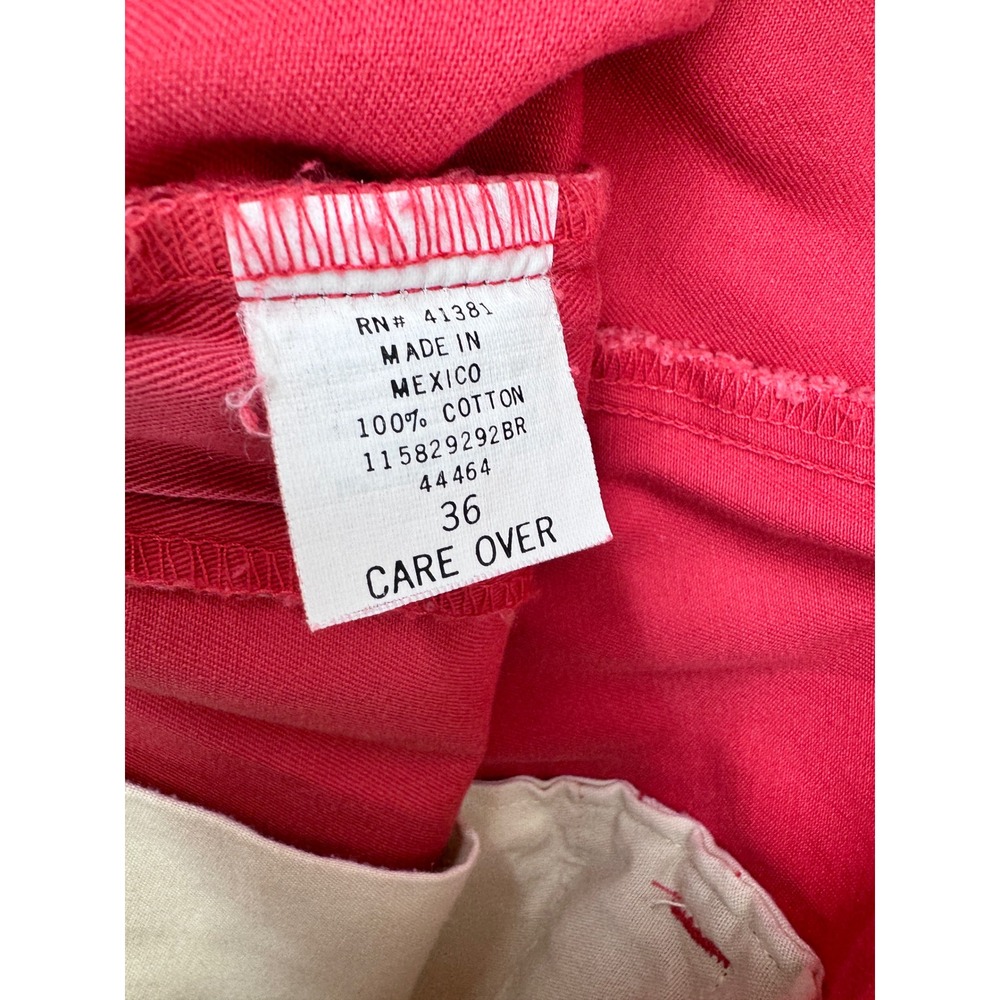 RN# 41381
MADE IN
MEXICO
100% COTTON
115829292BR
44464
36
CARE OVER